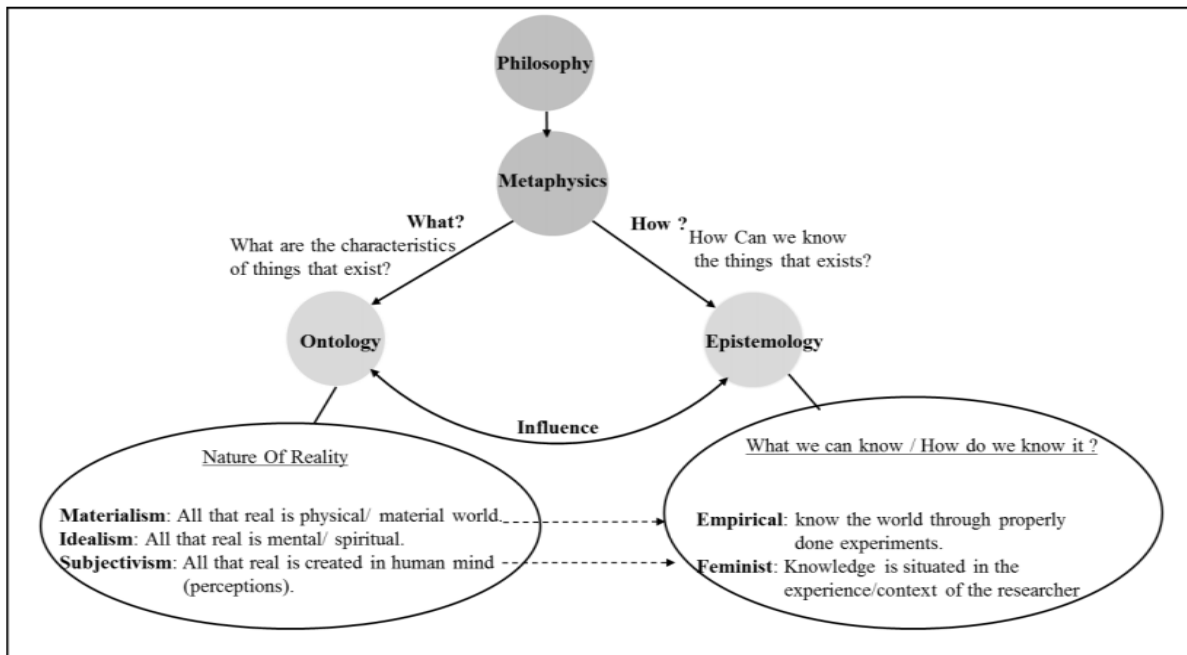 Philosophy
Metaphysics
What?
What are the characteristics
of things that exist?
How ?
How Can we know
the things that exists?
Ontology
Epistemology
Influence
Nature Of Reality
Materialism: All that real is physical/ material world.
Idealism: All that real is mental/ spiritual.
Subjectivism: All that real is created in human mind
(perceptions).
What we can know / How do we know it ?
Empirical: know the world through properly
done experiments.
Feminist: Knowledge is situated in the
experience/context of the researcher